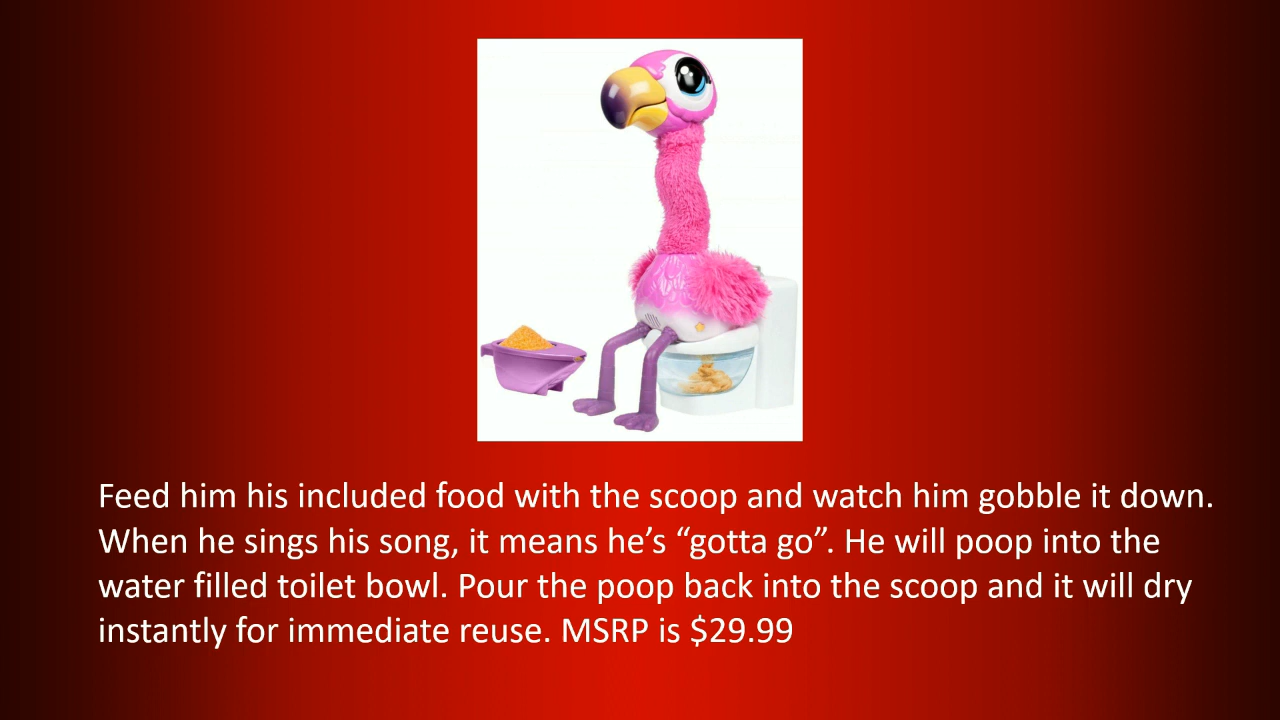 Feed him his included food with the scoop and watch him gobble it down.
When he sings his song, it means he’s “gotta go”. He will poop into the
water filled toilet bowl. Pour the poop back into the scoop and it will dry
instantly for immediate reuse. MSRP is $29.99